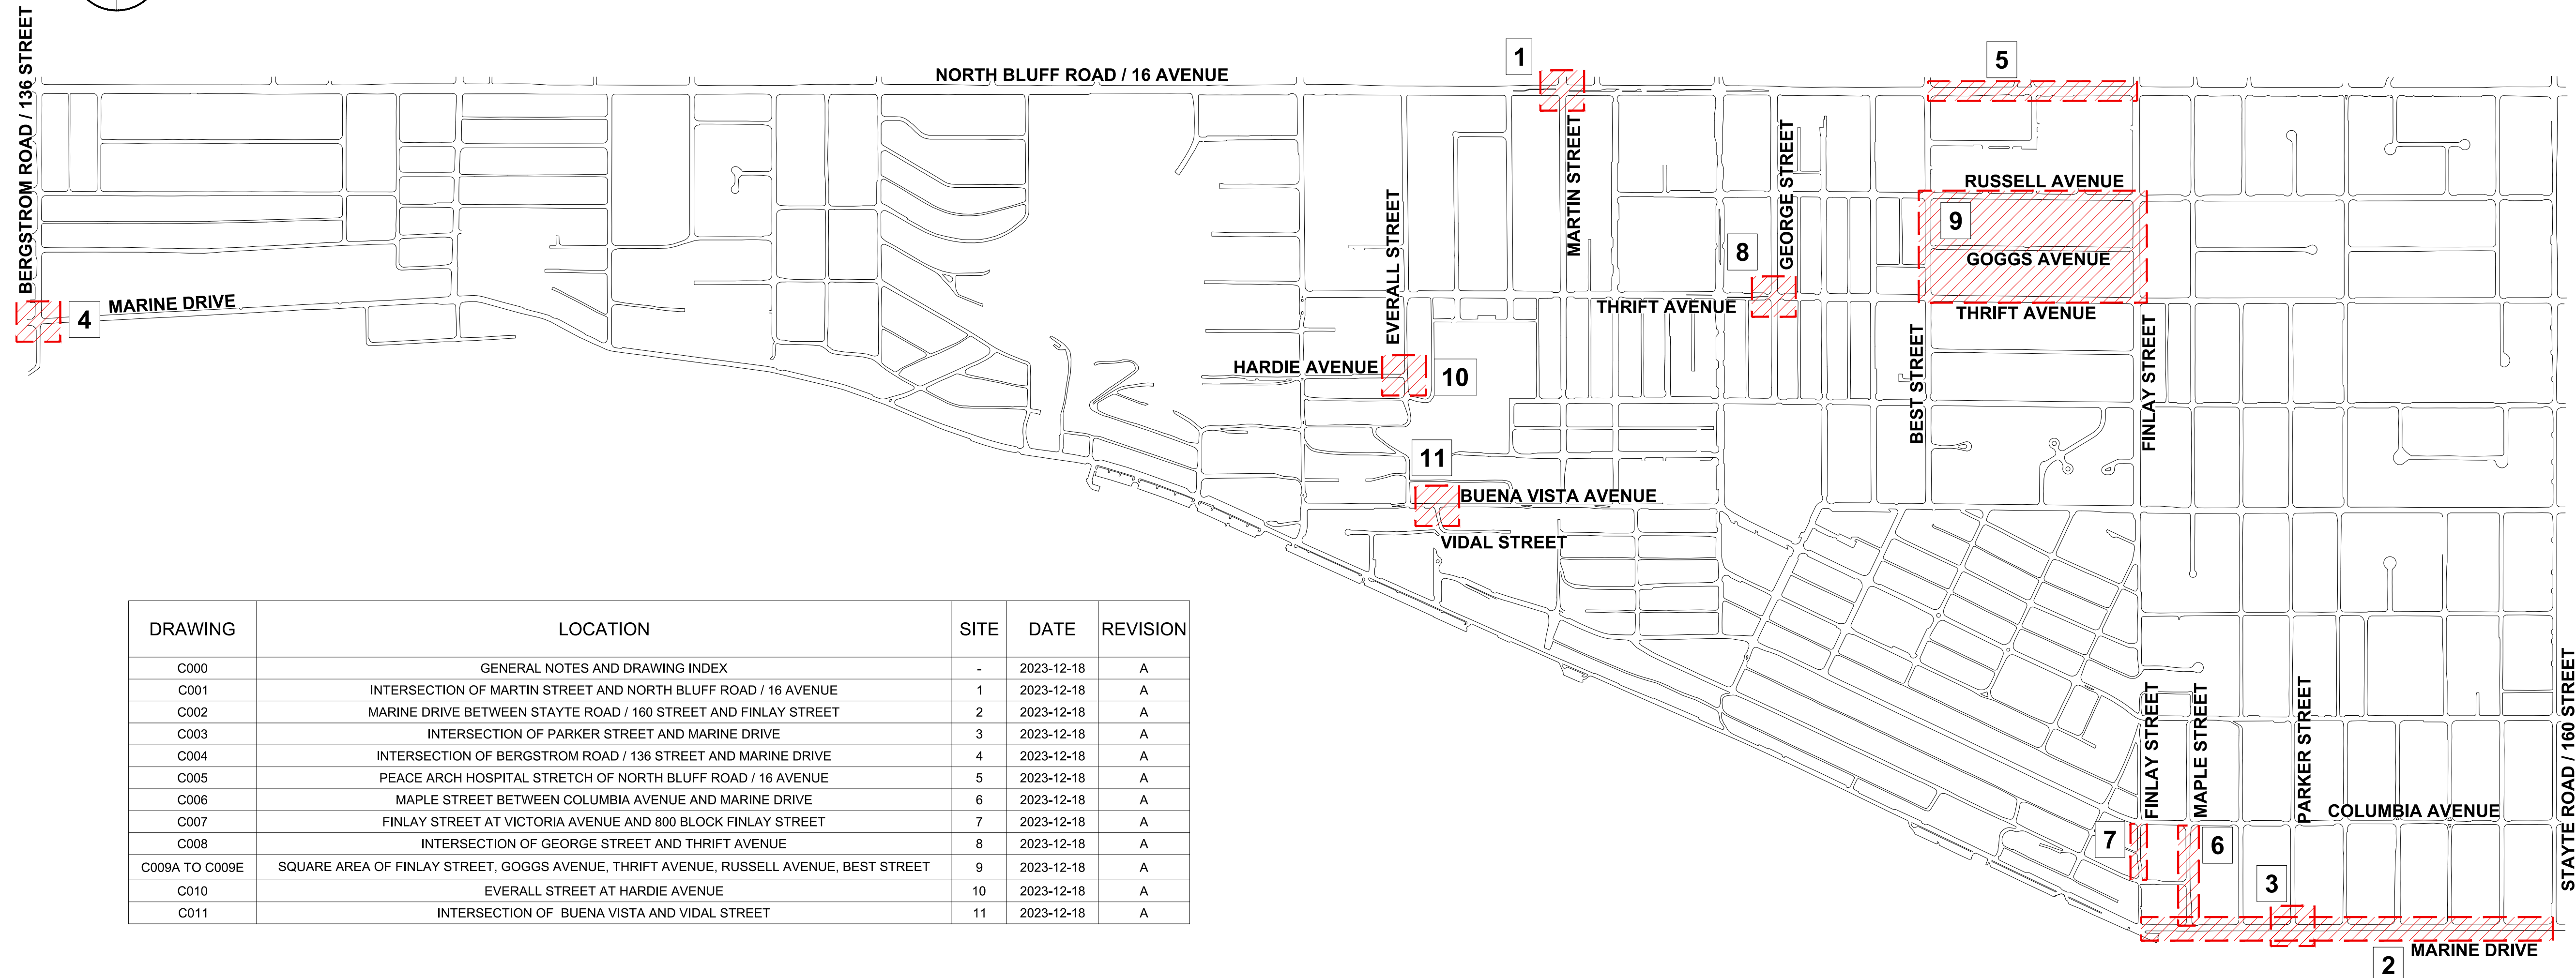 BERGSTROM ROAD / 136 STREET
NORTH BLUFF ROAD / 16 AVENUE
1
5
MARTIN STREET
GEORGE STREET
RUSSELL AVENUE
9
EVERALL STREET
8
GOGGS AVENUE
MARINE DRIVE
4
THRIFT AVENUE
THRIFT AVENUE
BEST STREET
FINLAY STREET
HARDIE AVENUE
10
11
BUENA VISTA AVENUE
VIDAL STREET
DRAWING LOCATION SITE DATE REVISION
C000 GENERAL NOTES AND DRAWING INDEX - 2023-12-18 A
C001 INTERSECTION OF MARTIN STREET AND NORTH BLUFF ROAD / 16 AVENUE 1 2023-12-18 A
C002 MARINE DRIVE BETWEEN STAYTE ROAD / 160 STREET AND FINLAY STREET 2 2023-12-18 A
C003 INTERSECTION OF PARKER STREET AND MARINE DRIVE 3 2023-12-18 A
C004 INTERSECTION OF BERGSTROM ROAD / 136 STREET AND MARINE DRIVE 4 2023-12-18 A
C005 PEACE ARCH HOSPITAL STRETCH OF NORTH BLUFF ROAD / 16 AVENUE 5 2023-12-18 A
C006 MAPLE STREET BETWEEN COLUMBIA AVENUE AND MARINE DRIVE 6 2023-12-18 A
C007 FINLAY STREET AT VICTORIA AVENUE AND 800 BLOCK FINLAY STREET 7 2023-12-18 A
C008 INTERSECTION OF GEORGE STREET AND THRIFT AVENUE 8 2023-12-18 A
C009A TO C009E SQUARE AREA OF FINLAY STREET, GOGGS AVENUE, THRIFT AVENUE, RUSSELL AVENUE, BEST STREET 9 2023-12-18 A
C010 EVERALL STREET AT HARDIE AVENUE 10 2023-12-18 A
C011 INTERSECTION OF BUENA VISTA AND VIDAL STREET 11 2023-12-18 A
FINLAY STREET
MAPLE STREET
PARKER STREET
STAYTE ROAD / 160 STREET
COLUMBIA AVENUE
7
6
3
MARINE DRIVE
2